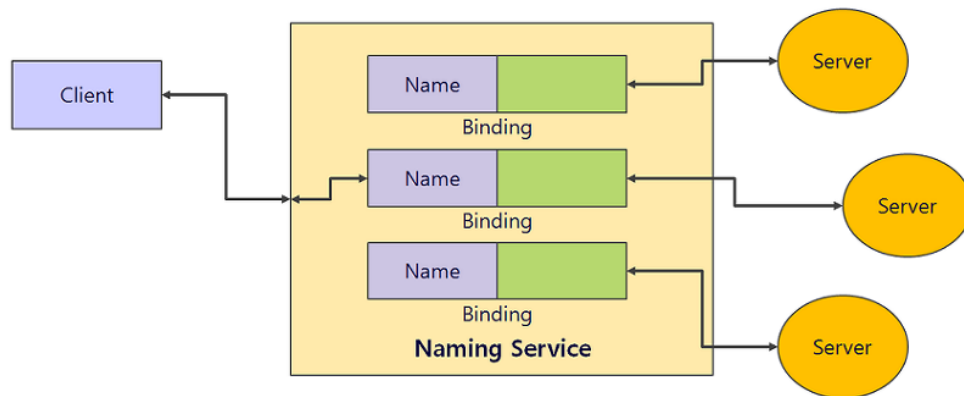 Client
Name
Binding
Name
Binding
Name
Binding
Naming Service
Server
Server
Server